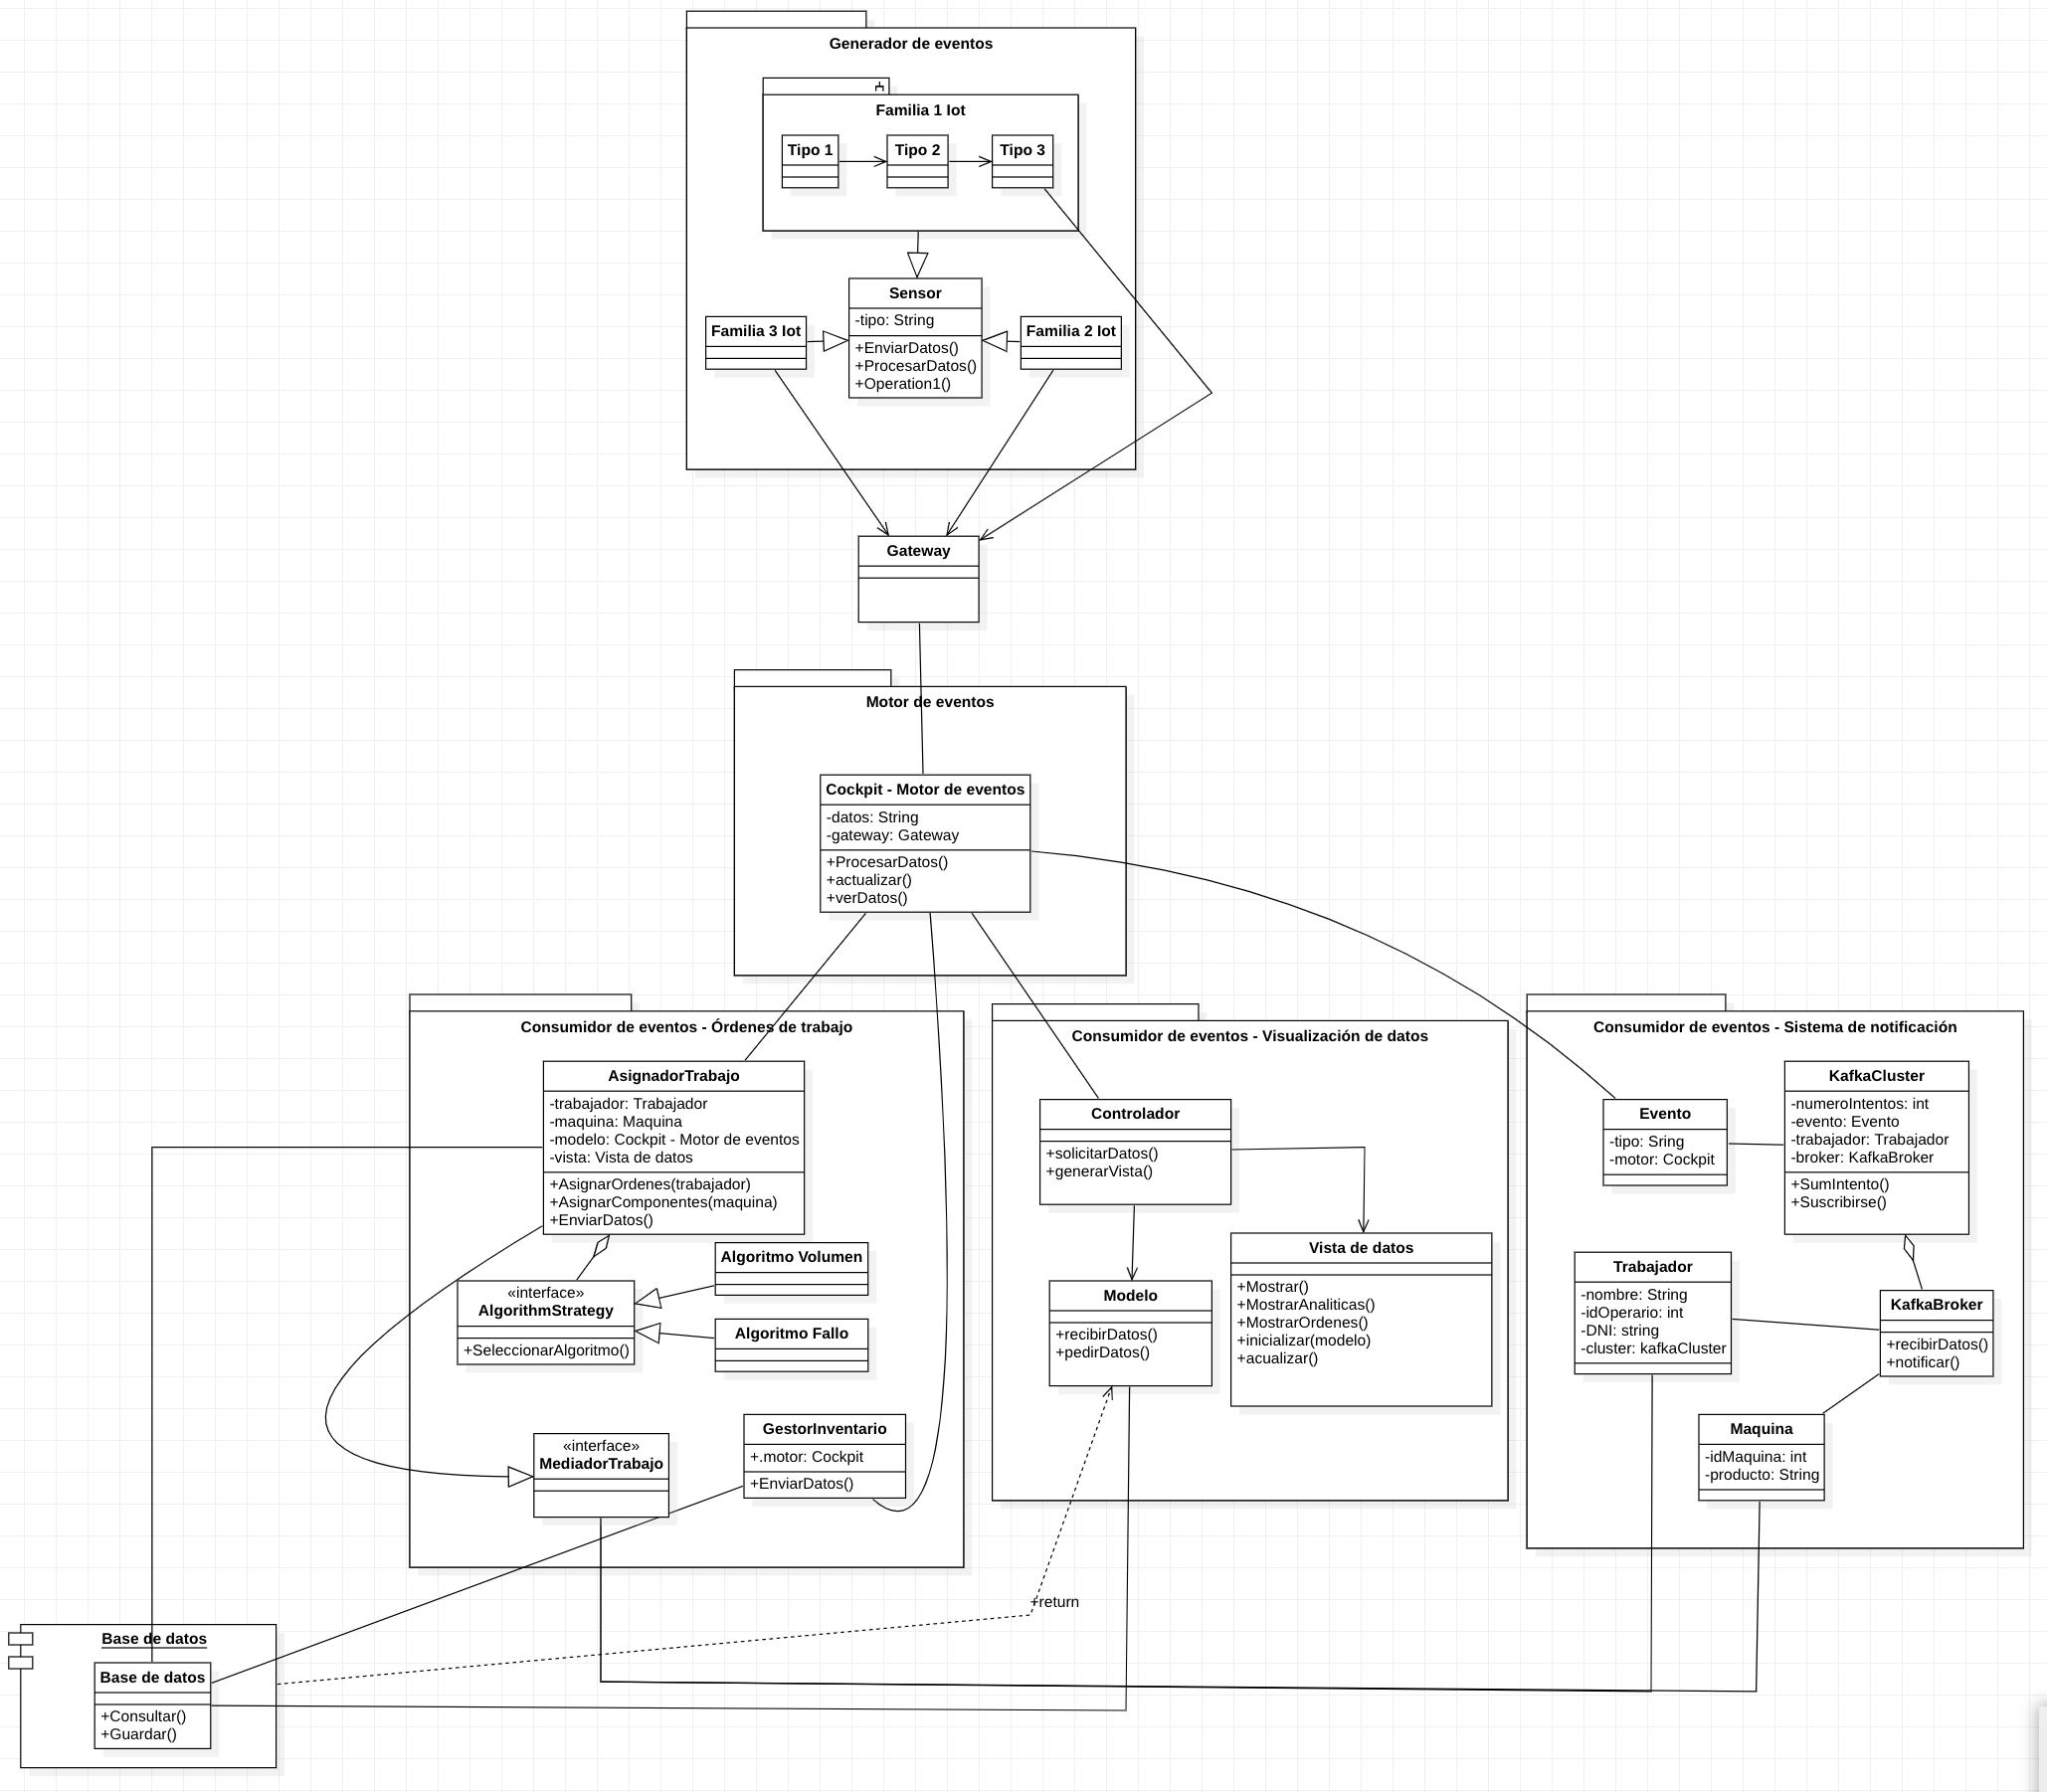 Generador de eventos
Familia 1 Iot
Tipo 1
Tipo 2
Tipo 3
Sensor
-tipo: String
+EnviarDatos()
+ProcesarDatos()
+Operation1()
Familia 3 Iot
Familia 2 Iot
Gateway
Motor de eventos
Cockpit - Motor de eventos
-datos: String
-gateway: Gateway
+ProcesarDatos()
+actualizar()
+verDatos()
Consumidor de eventos - Órdenes de trabajo
AsignadorTrabajo
-trabajador: Trabajador
-maquina: Maquina
-modelo: Cockpit - Motor de eventos
-vista: Vista de datos
+AsignarOrdenes(trabajador)
+AsignarComponentes(maquina)
+EnviarDatos()
Algoritmo Volumen
«interface»
AlgorithmStrategy
+SeleccionarAlgoritmo()
Algoritmo Fallo
GestorInventario
+.motor: Cockpit
+EnviarDatos()
«interface»
MediadorTrabajo
Consumidor de eventos - Visualización de datos
Controlador
+solicitarDatos()
+generarVista()
Vista de datos
+Mostrar()
+MostrarAnaliticas()
+MostrarOrdenes()
+inicializar(modelo)
+acualizar()
Modelo
+recibirDatos()
+pedirDatos()
Consumidor de eventos - Sistema de notificación
KafkaCluster
-numeroIntentos: int
-evento: Evento
-trabajador: Trabajador
-broker: KafkaBroker
+SumIntento()
+Suscribirse()
Evento
-tipo: Sring
-motor: Cockpit
Trabajador
-nombre: String
-idOperario: int
-DNI: string
-cluster: kafkaCluster
KafkaBroker
+recibirDatos()
+notificar()
Maquina
-idMaquina: int
-producto: String
+return
Base de datos
Base de datos
+Consultar()
+Guardar()